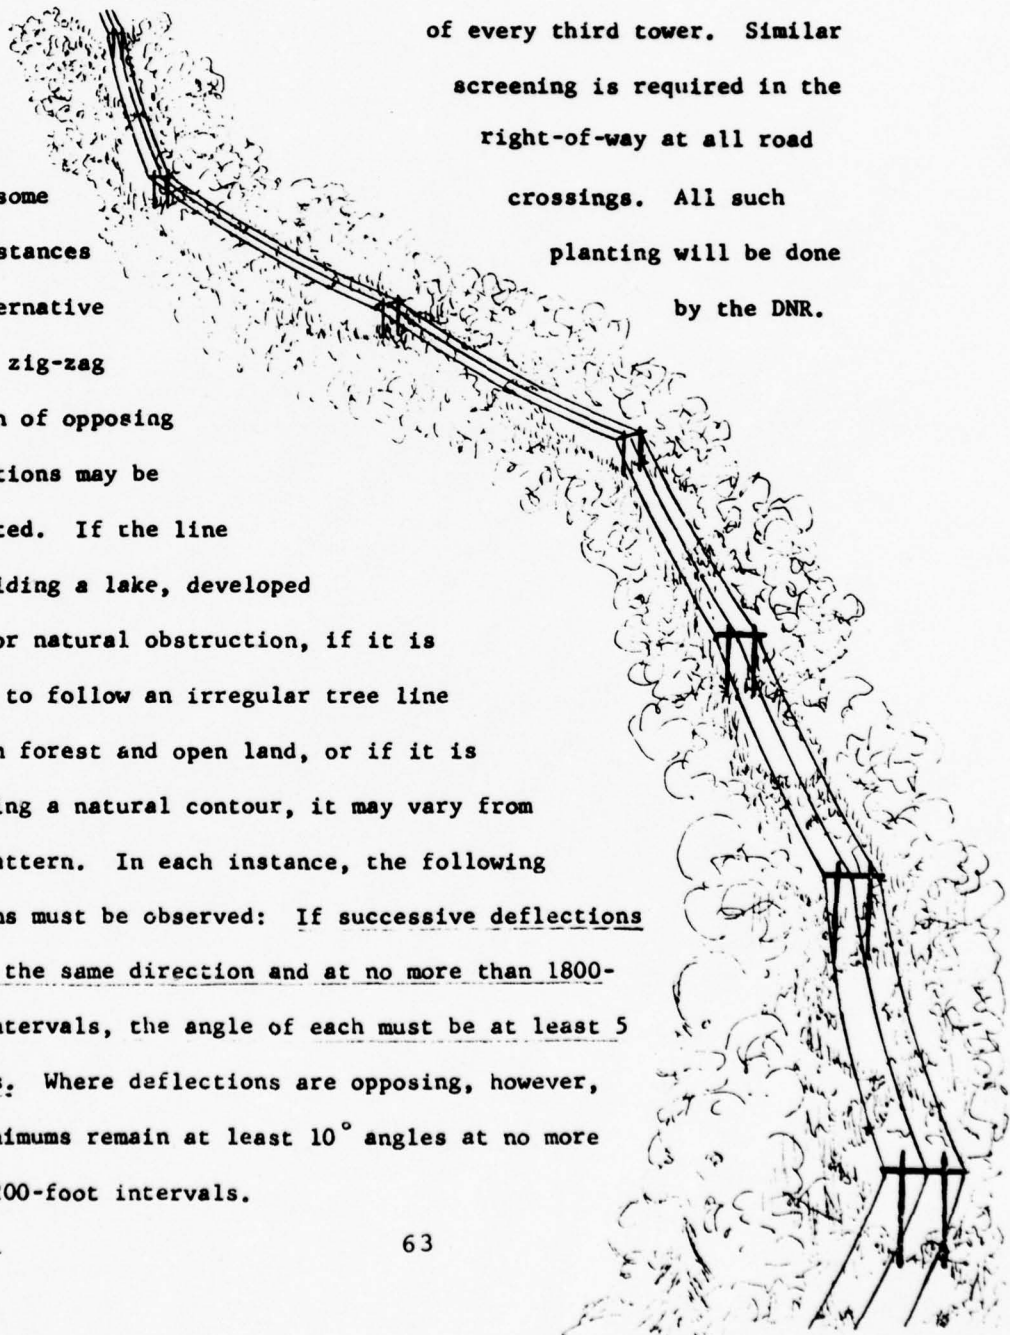 of every third tower. Similar
screening is required in the
right-of-way at all road
crossings. All such
planting will be done
by the DNR.
some
stances
ernative
zig-zag
n of opposing
tions may be
ted. If the line
iding a lake, developed
or natural obstruction, if it is
to follow an irregular tree line
n forest and open land, or if it is
ing a natural contour, it may vary from
attern. In each instance, the following
ns must be observed: If successive deflections
the same direction and at no more than 1800-
ntervals, the angle of each must be at least 5
s. Where deflections are opposing, however,
nimums remain at least 10° angles at no more
200-foot intervals.
63